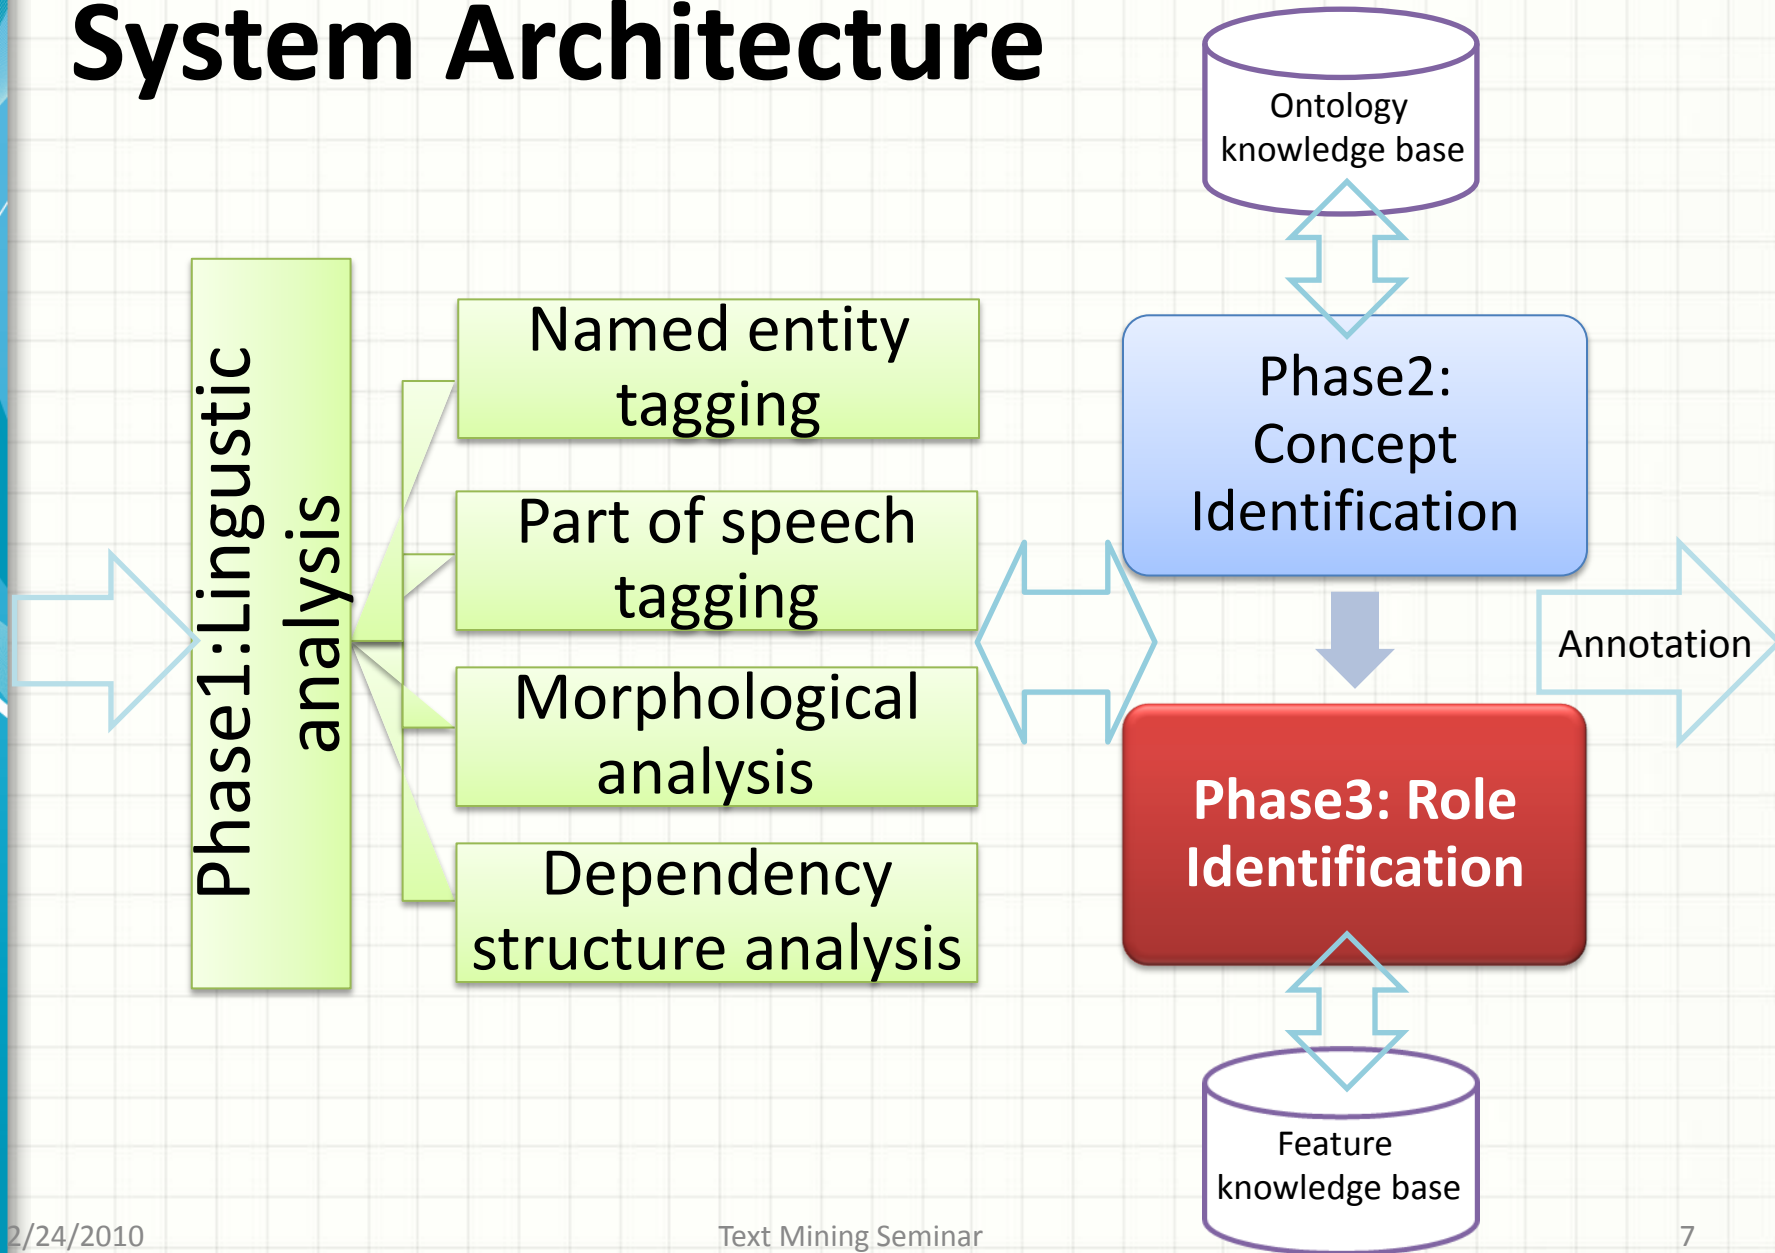 System Architecture
Ontology
knowledge base
Phase1:Lingustic
analysis
Named entity
tagging
Part of speech
tagging
Morphological
analysis
Dependency
structure analysis
Phase2:
Concept
Identification
Annotation
Phase3: Role
Identification
Feature
knowledge base
2/24/2010
Text Mining Seminar
7